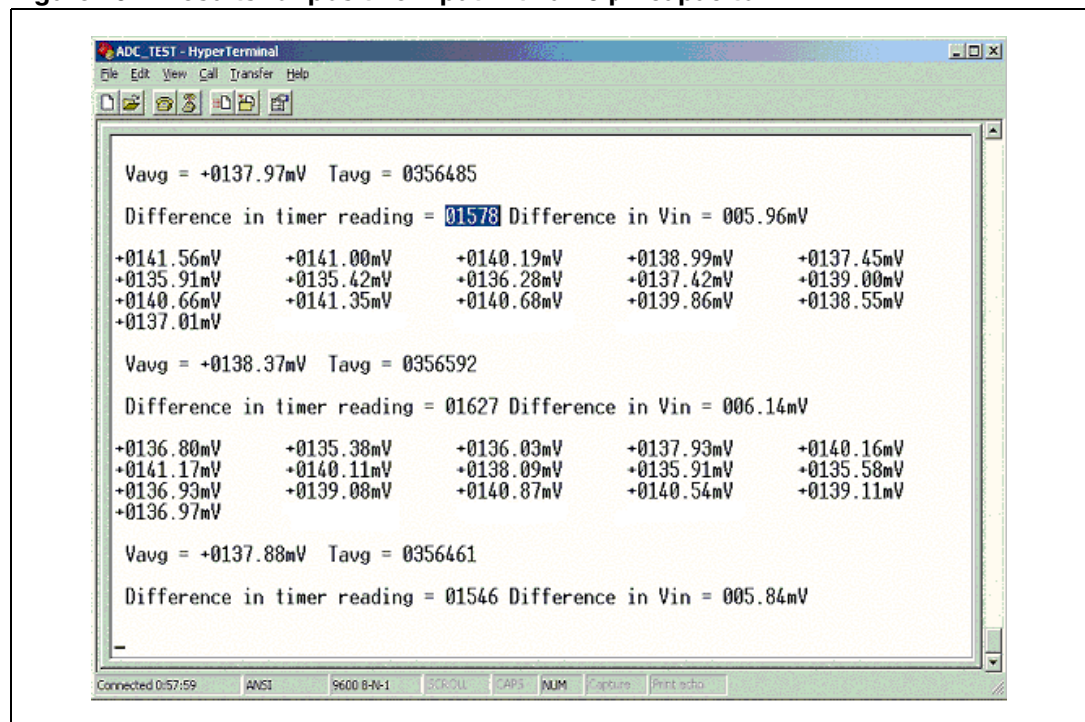 ADC_TEST - HyperTerminal
File Edit View Call Transfer Help
Vavg = +0137.97mV Tavg = 0356485
Difference in timer reading = 01578 Difference in Vin = 005.96mV
+0141.56mV +0141.00mV +0140.19mV +0138.99mV +0137.45mV
+0135.91mV +0135.42mV +0136.28mV +0137.42mV +0139.00mV
+0140.66mV +0141.35mV +0140.68mV +0139.86mV +0138.55mV
+0137.01mV
Vavg = +0138.37mV Tavg = 0356592
Difference in timer reading = 01627 Difference in Vin = 006.14mV
+0136.80mV +0135.38mV +0136.03mV +0137.93mV +0140.16mV
+0141.17mV +0140.11mV +0138.09mV +0135.91mV +0135.58mV
+0136.93mV +0139.08mV +0140.87mV +0140.54mV +0139.11mV
+0136.97mV
Vavg = +0137.88mV Tavg = 0356461
Difference in timer reading = 01546 Difference in Vin = 005.84mV
Connected 0:57:59 ANSI 9600 8-N-1 SCROLL CAPS NUM Capture Print echo